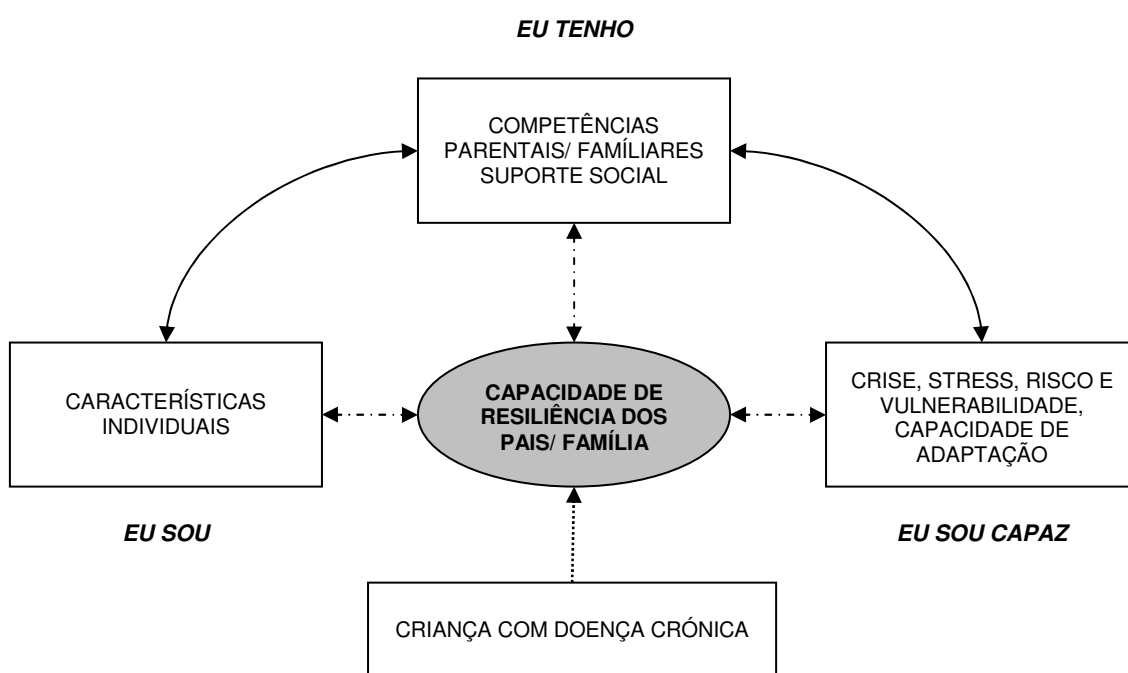 EU TENHO
COMPETÊNCIAS
PARENTAIS/ FAMÍLIARES
SUPORTE SOCIAL
CARACTERÍSTICAS
INDIVIDUAIS
CAPACIDADE DE
RESILIÊNCIA DOS
PAIS/ FAMÍLIA
CRISE, STRESS, RISCO E
VULNERABILIDADE,
CAPACIDADE DE
ADAPTAÇÃO
EU SOU
EU SOU CAPAZ
CRIANÇA COM DOENÇA CRÓNICA